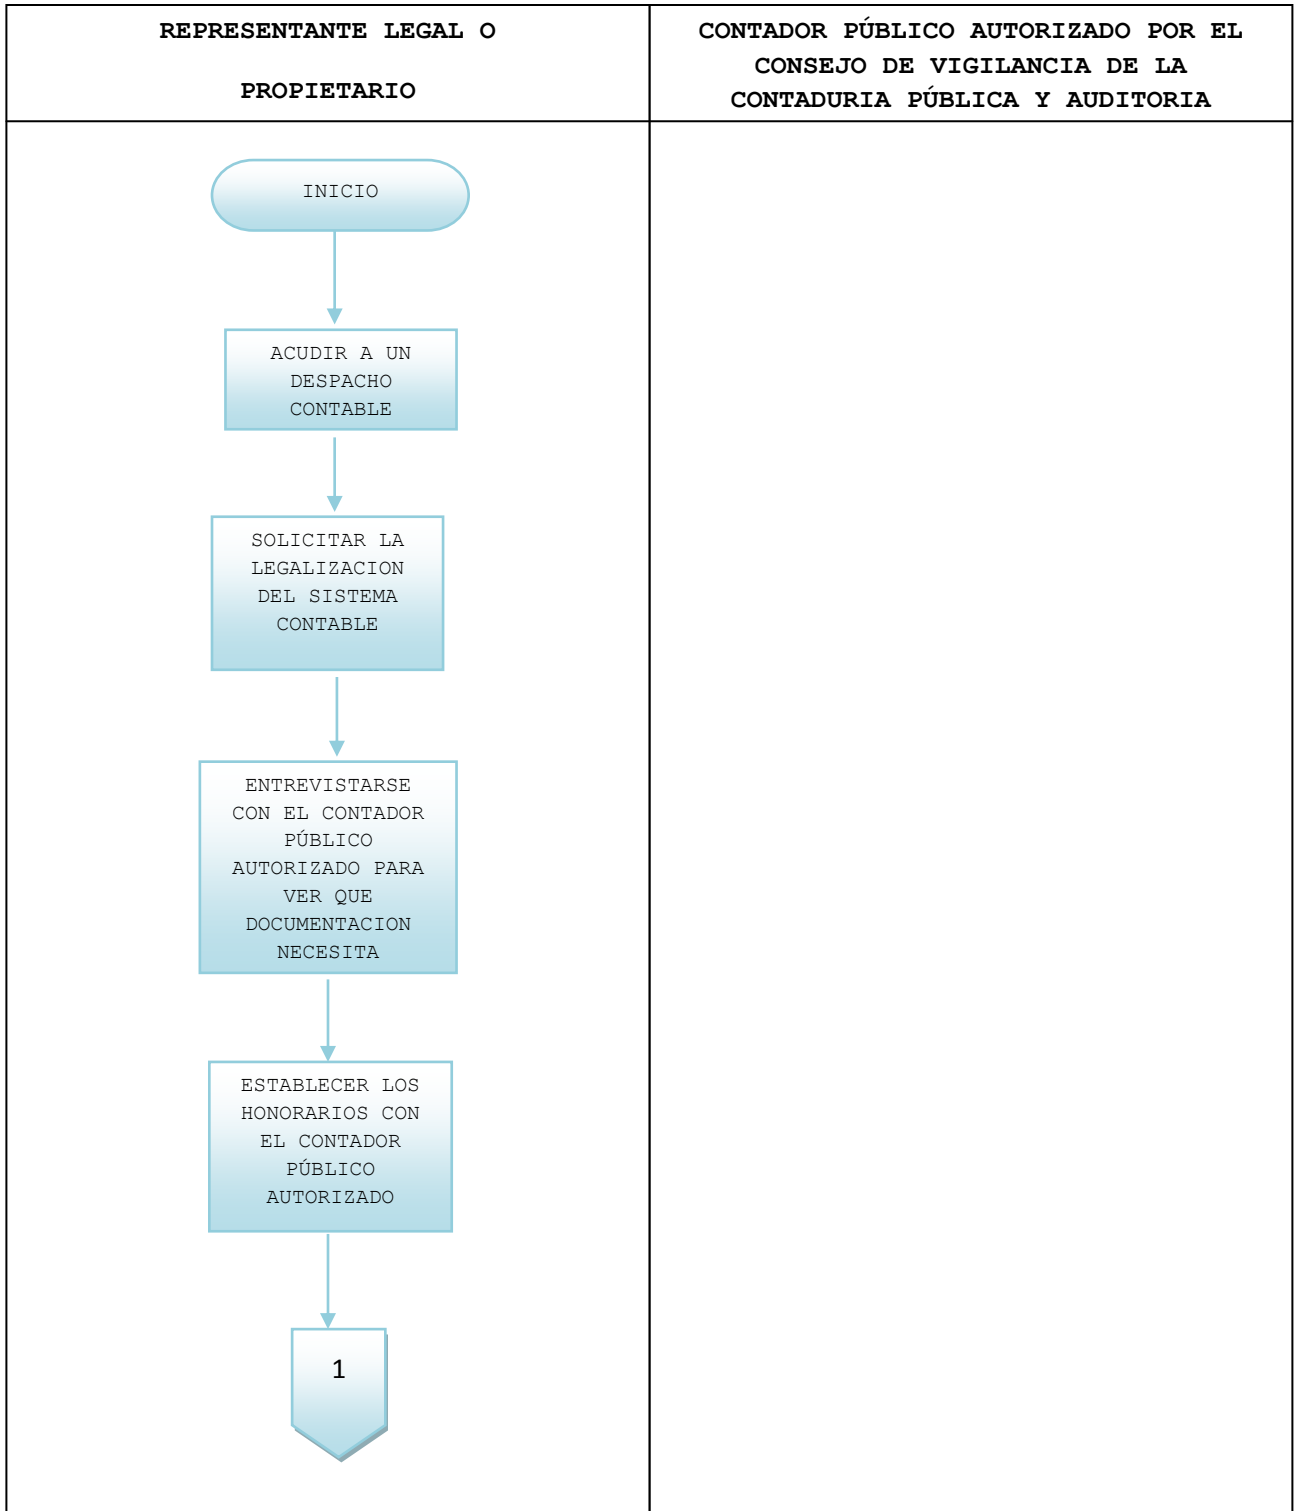 REPRESENTANTE LEGAL O
PROPIETARIO
CONTADOR PÚBLICO AUTORIZADO POR EL
CONSEJO DE VIGILANCIA DE LA
CONTADURIA PÚBLICA Y AUDITORIA
INICIO
ACUDIR A UN
DESPACHO
CONTABLE
SOLICITAR LA
LEGALIZACION
DEL SISTEMA
CONTABLE
ENTREVISTARSE
CON EL CONTADOR
PÚBLICO
AUTORIZADO PARA
VER QUE
DOCUMENTACION
NECESITA
ESTABLECER LOS
HONORARIOS CON
EL CONTADOR
PÚBLICO
AUTORIZADO
1